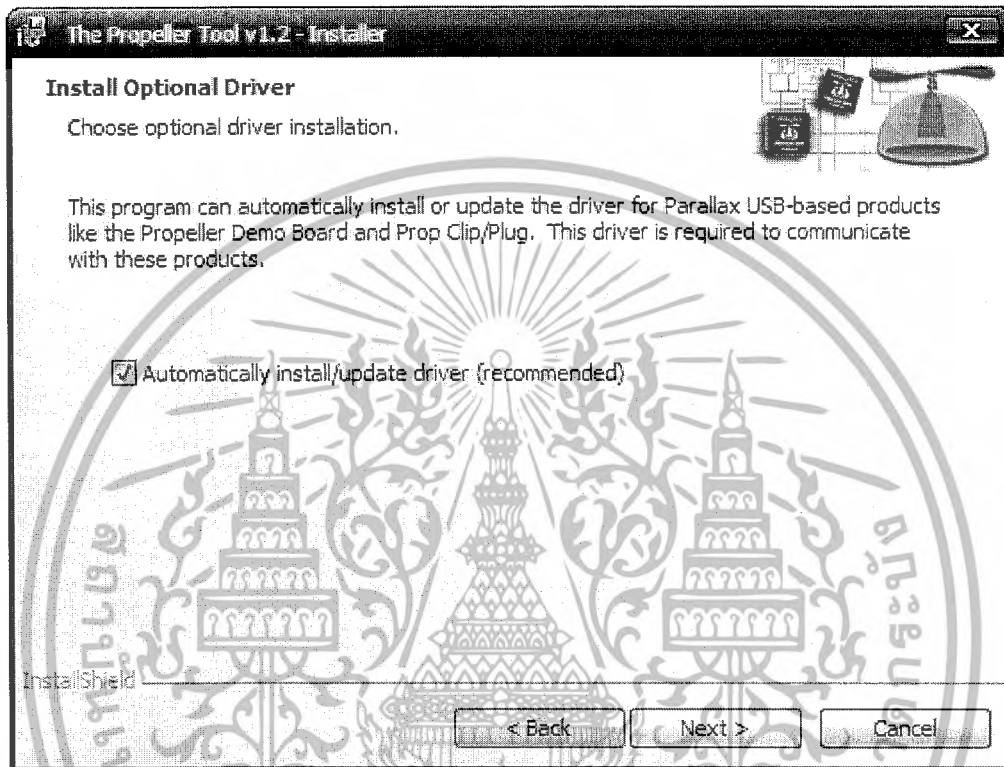 The Propeller Tool v1.2 - Installer
Install Optional Driver
Choose optional driver installation.
This program can automatically install or update the driver for Parallax USB-based products
like the Propeller Demo Board and Prop Clip/Plug. This driver is required to communicate
with these products.
Automatically install/update driver (recommended)
InstallShield
< Back
Next >
Cancel